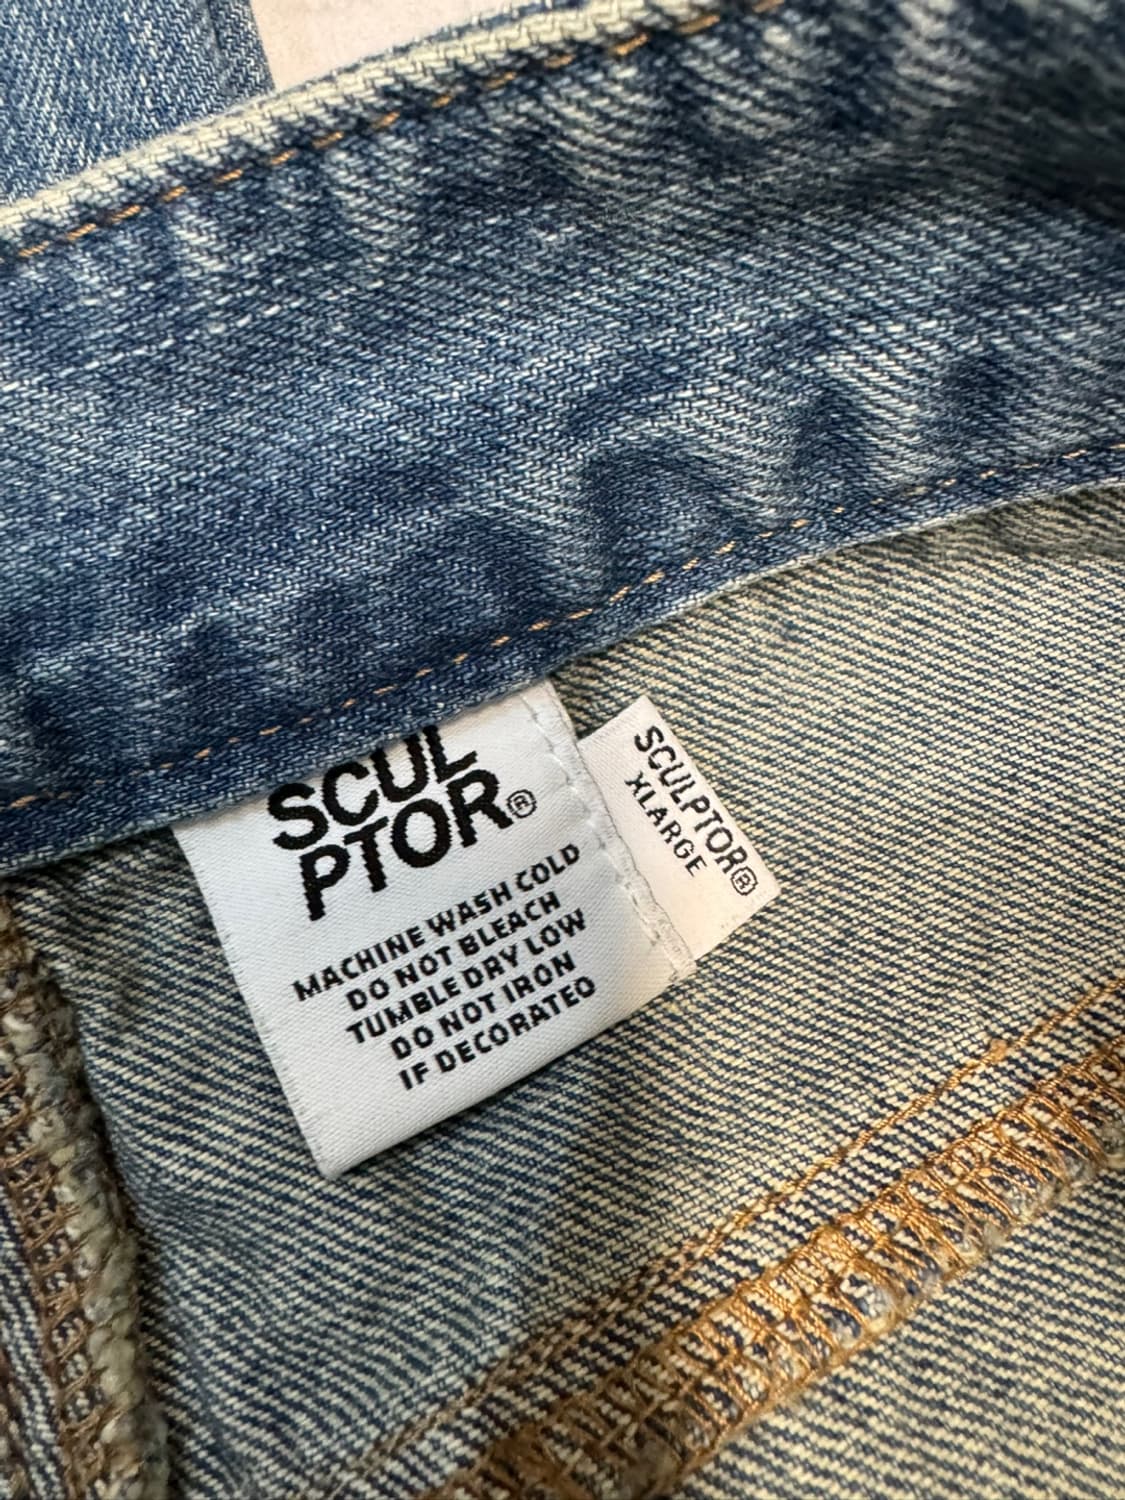 SCUL
PTOR®
MACHINE WASH COLD
DO NOT BLEACH
TUMBLE DRY LOW
DO NOT IRON
IF DECORATED
SCULPTOR®
XLARGE